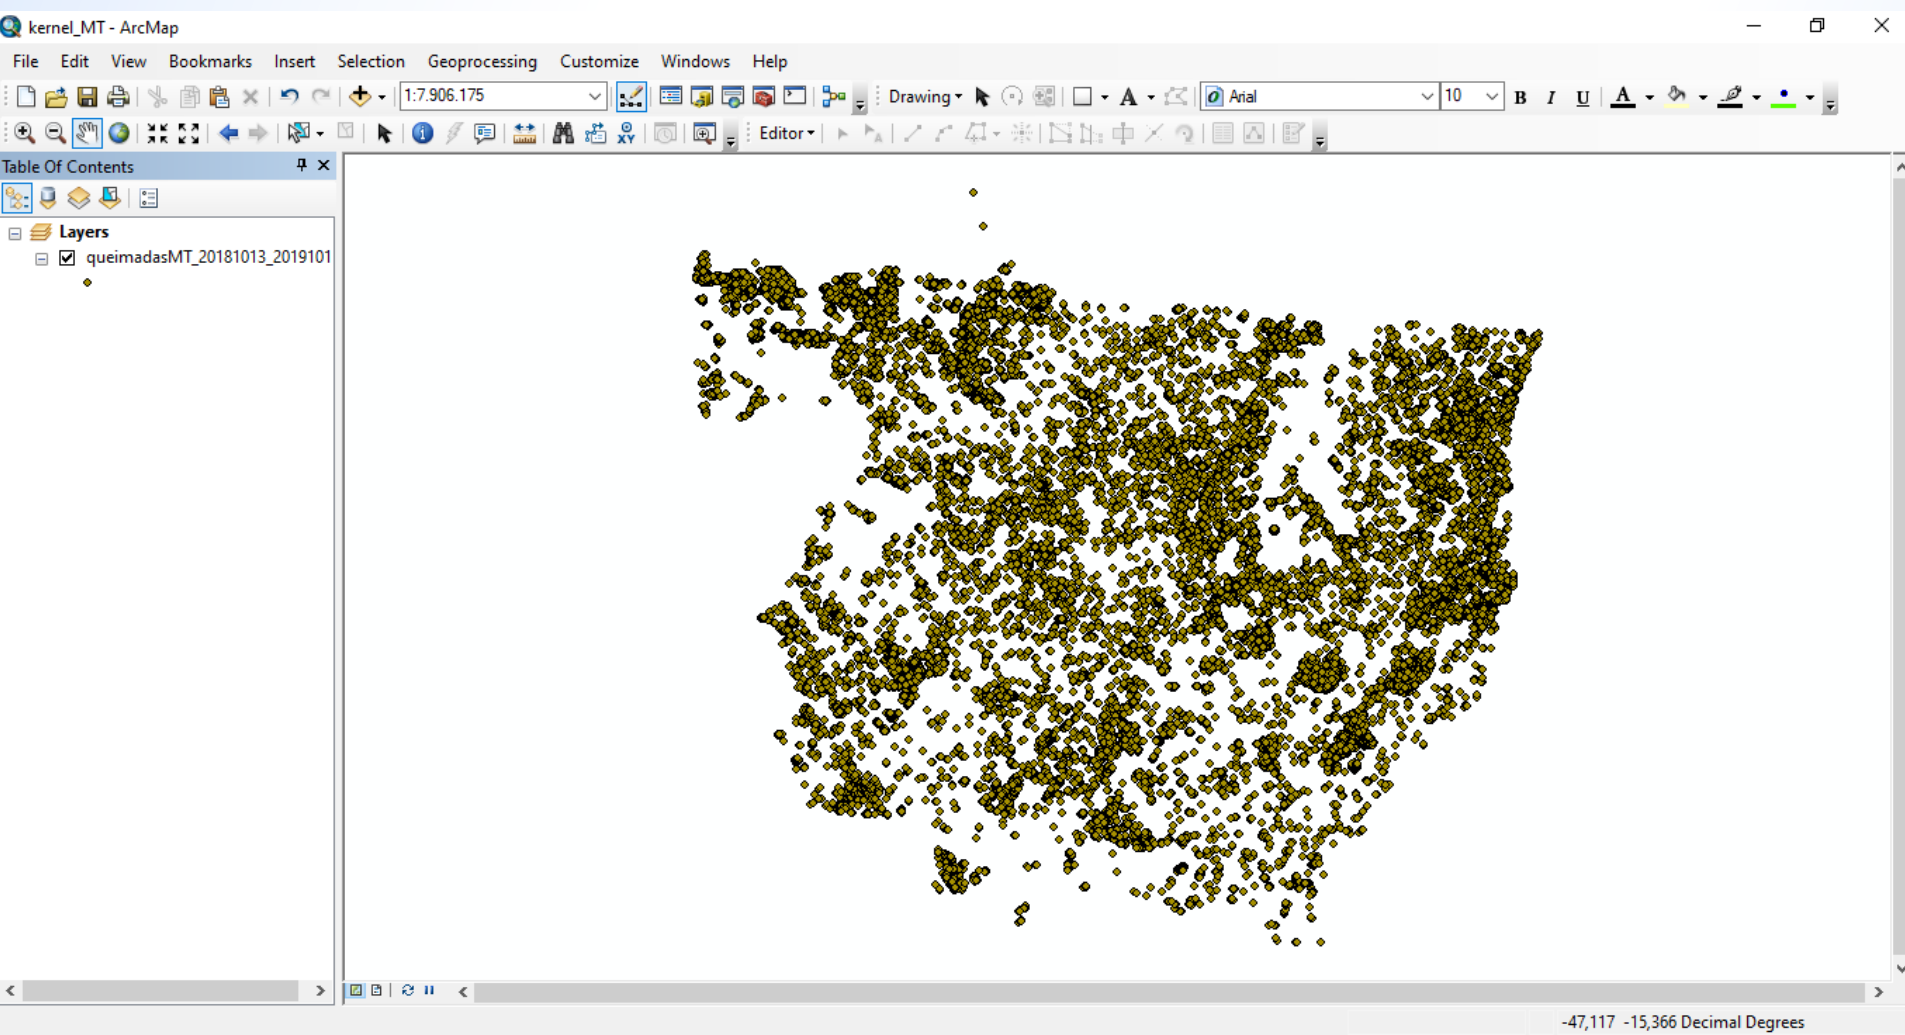 kernel_MT - ArcMap
File Edit View Bookmarks Insert Selection Geoprocessing Customize Windows Help
1:7.906.175 Drawing A Arial 10 B I U A
XY Editor
Table Of Contents
Layers
queimadasMT_20181013_2019101
-47,117 -15,366 Decimal Degrees